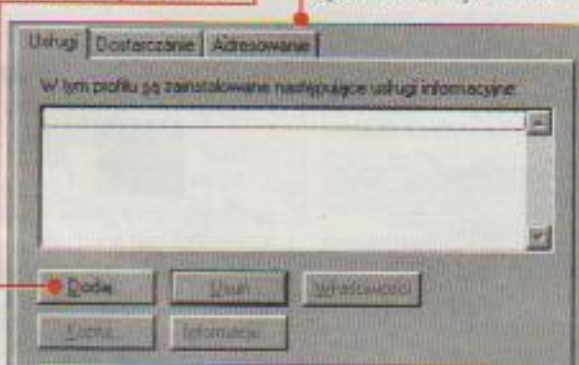 Usługi Dostarczanie Adresowanie
W tym profilu są zainstalowane następujące usługi informacyjne:
Dodaj... Usuń Właściwości
Kopiuj... Informacje...